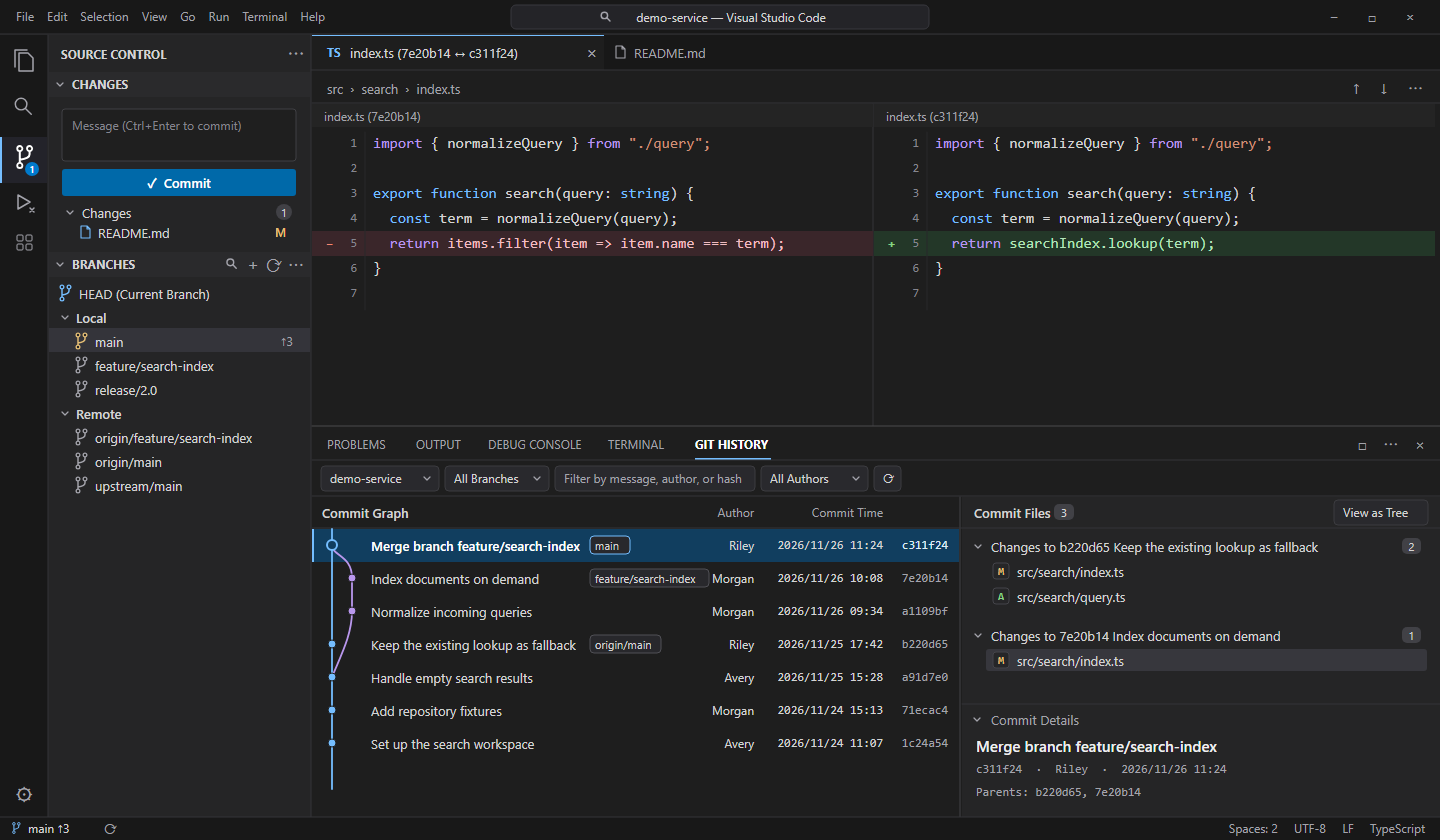 File Edit Selection View Go Run Terminal Help
demo-service — Visual Studio Code
SOURCE CONTROL
CHANGES
Message (Ctrl+Enter to commit)
✓ Commit
Changes 1
README.md M
BRANCHES
HEAD (Current Branch)
Local
main ↑3
feature/search-index
release/2.0
Remote
origin/feature/search-index
origin/main
upstream/main
1
TS index.ts (7e20b14 ↔ c311f24) ×
README.md
src › search › index.ts
index.ts (7e20b14)
1 import { normalizeQuery } from "./query";
2
3 export function search(query: string) {
4 const term = normalizeQuery(query);
− 5 return items.filter(item => item.name === term);
6 }
7
index.ts (c311f24)
1 import { normalizeQuery } from "./query";
2
3 export function search(query: string) {
4 const term = normalizeQuery(query);
+ 5 return searchIndex.lookup(term);
6 }
7
PROBLEMS OUTPUT DEBUG CONSOLE TERMINAL GIT HISTORY
demo-service All Branches Filter by message, author, or hash All Authors
Commit Graph Author Commit Time
Merge branch feature/search-index main Riley 2026/11/26 11:24 c311f24
Index documents on demand feature/search-index Morgan 2026/11/26 10:08 7e20b14
Normalize incoming queries Morgan 2026/11/26 09:34 a1109bf
Keep the existing lookup as fallback origin/main Riley 2026/11/25 17:42 b220d65
Handle empty search results Avery 2026/11/25 15:28 a91d7e0
Add repository fixtures Morgan 2026/11/24 15:13 71ecac4
Set up the search workspace Avery 2026/11/24 11:07 1c24a54
Commit Files 3 View as Tree
Changes to b220d65 Keep the existing lookup as fallback 2
M src/search/index.ts
A src/search/query.ts
Changes to 7e20b14 Index documents on demand 1
M src/search/index.ts
Commit Details
Merge branch feature/search-index
c311f24 · Riley · 2026/11/26 11:24
Parents: b220d65, 7e20b14
main ↑3
Spaces: 2 UTF-8 LF TypeScript